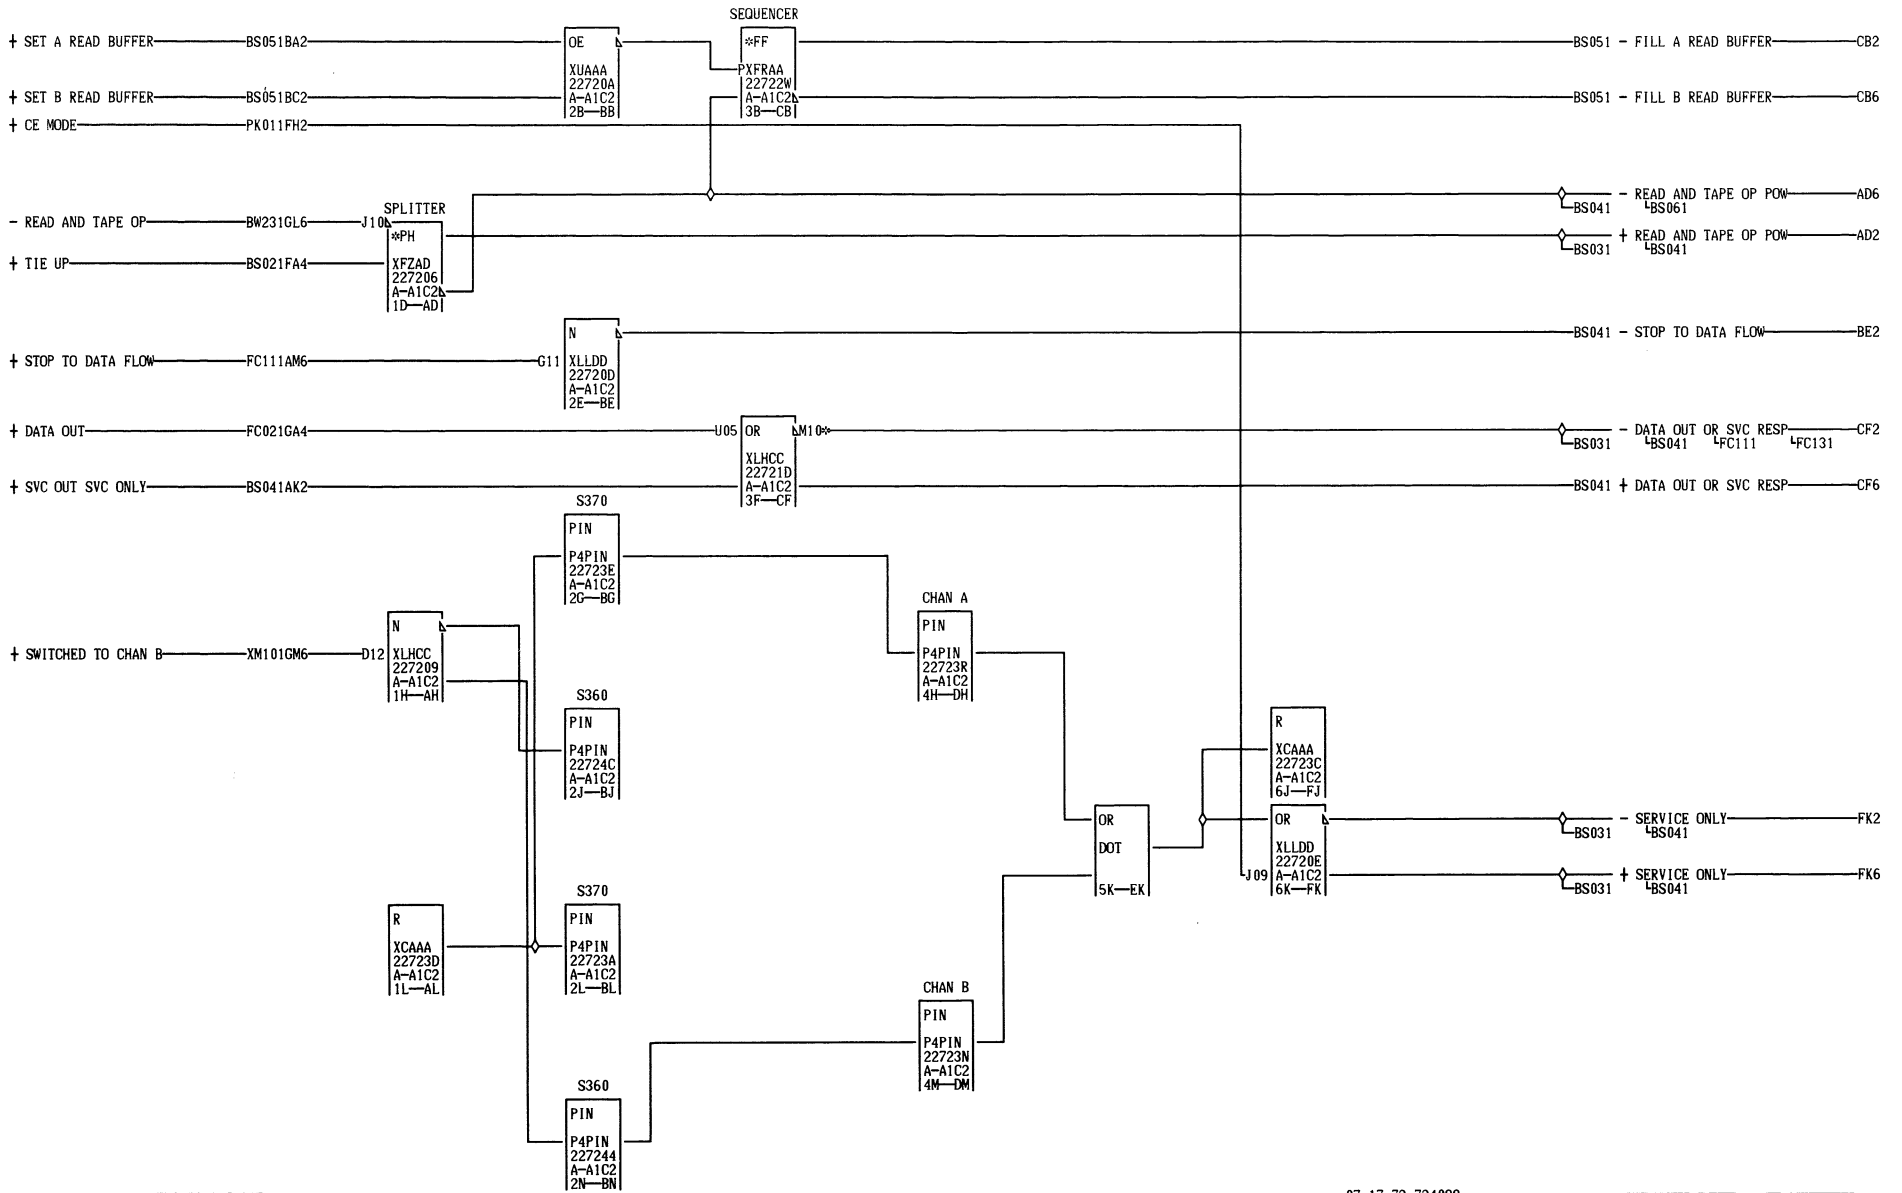 SEQUENCER
+ SET A READ BUFFER BS051BA2
OE
XUAAA
22720A
A-A1C2
2B BB
*FF
PXFRAA
22722W
A-A1C2
3B CB
BS051 - FILL A READ BUFFER CB2
+ SET B READ BUFFER BS051BC2
BS051 - FILL B READ BUFFER CB6
+ CE MODE PK011FH2
- READ AND TAPE OP POW AD6
BS041 BS061
SPLITTER
- READ AND TAPE OP BW231GL6 J10
*PH
XFZAD
227206
A-A1C2
1D AD
+ READ AND TAPE OP POW AD2
BS031 BS041
+ TIE UP BS021FA4
N
XLLDD
22720D
A-A1C2
2E BE
BS041 - STOP TO DATA FLOW BE2
+ STOP TO DATA FLOW FC111AM6 G11
+ DATA OUT FC021GA4 U05
OR M10*
XLHCC
22721D
A-A1C2
3F CF
- DATA OUT OR SVC RESP CF2
BS031 BS041 FC111 FC131
+ SVC OUT SVC ONLY BS041AK2
BS041 + DATA OUT OR SVC RESP CF6
S370
PIN
P4PIN
22723E
A-A1C2
2G BG
CHAN A
PIN
P4PIN
22723R
A-A1C2
4H DH
+ SWITCHED TO CHAN B XM101GM6 D12
N
XLHCC
227209
A-A1C2
1H AH
S360
PIN
P4PIN
22724C
A-A1C2
2J BJ
R
XCAAA
22723C
A-A1C2
6J FJ
OR
DOT
5K EK
J09
OR
XLLDD
22720E
A-A1C2
6K FK
- SERVICE ONLY FK2
BS031 BS041
+ SERVICE ONLY FK6
BS031 BS041
R
XCAAA
22723D
A-A1C2
1L AL
S370
PIN
P4PIN
22723A
A-A1C2
2L BL
CHAN B
PIN
P4PIN
22723N
A-A1C2
4M DM
S360
PIN
P4PIN
227244
A-A1C2
2N BN